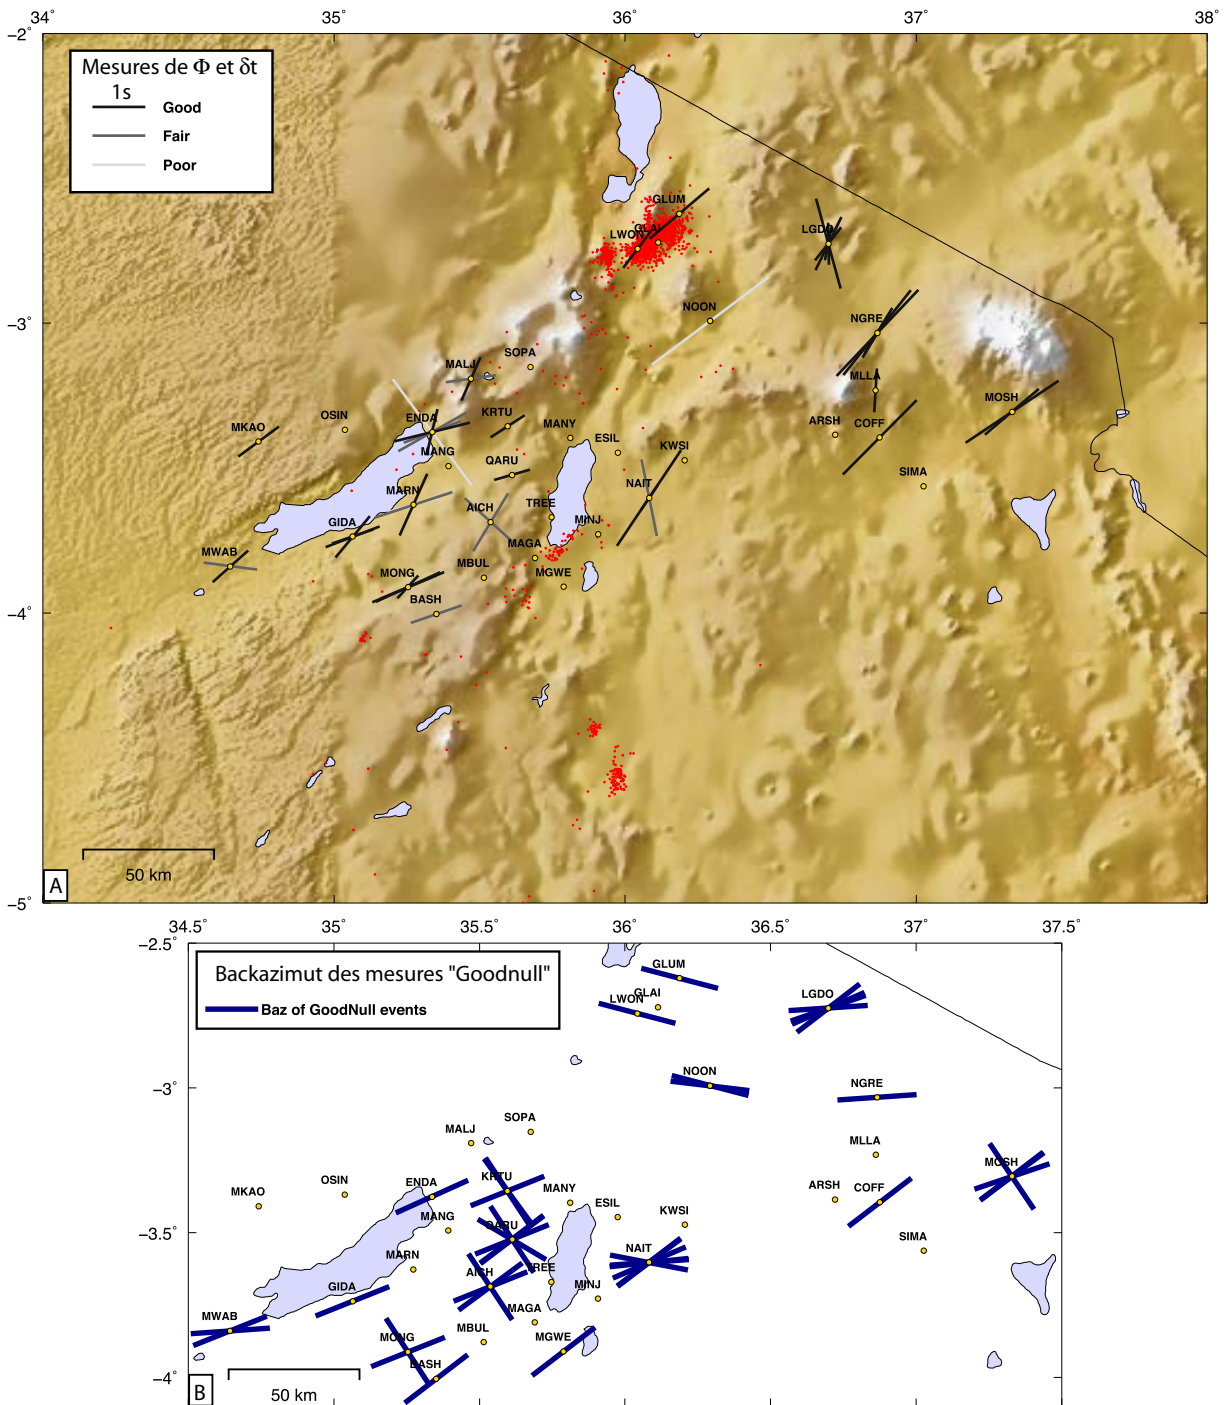 34˚ 35˚ 36˚ 37˚ 38˚
−2˚
Mesures de Φ et δt
1s
Good
Fair
Poor
GLUM
GLAI
LWON
LGDO
NOON
−3˚
NGRE
SOPA
MALJ
MLLA
MOSH
OSIN
ENDA
KRTU
MKAO
MANY
ARSH
COFF
ESIL
KWSI
MANG
QARU
SIMA
NAIT
MARN
AICH
TREE
GIDA
MINJ
MWAB
MAGA
MBUL
MONG
MGWE
BASH
−4˚
50 km
A
−5˚
34.5˚ 35˚ 35.5˚ 36˚ 36.5˚ 37˚ 37.5˚
−2.5˚
Backazimut des mesures "Goodnull"
Baz of GoodNull events
GLUM
GLAI
LWON
LGDO
NOON
−3˚
NGRE
SOPA
MALJ
MLLA
MOSH
OSIN
ENDA
KRTU
MKAO
MANY
ARSH
COFF
ESIL
KWSI
MANG
QARU
−3.5˚
SIMA
NAIT
MARN
AICH
TREE
GIDA
MINJ
MWAB
MAGA
MBUL
MONG
MGWE
BASH
−4˚
50 km
B